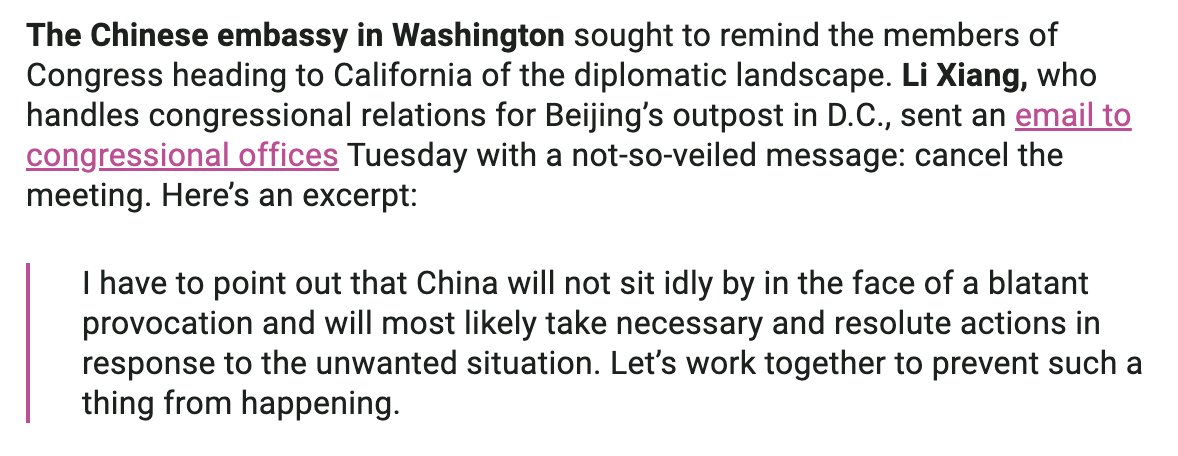 The Chinese embassy in Washington sought to remind the members of
Congress heading to California of the diplomatic landscape. Li Xiang, who
handles congressional relations for Beijing’s outpost in D.C., sent an email to
congressional offices Tuesday with a not-so-veiled message: cancel the
meeting. Here’s an excerpt:
I have to point out that China will not sit idly by in the face of a blatant
provocation and will most likely take necessary and resolute actions in
response to the unwanted situation. Let’s work together to prevent such a
thing from happening.